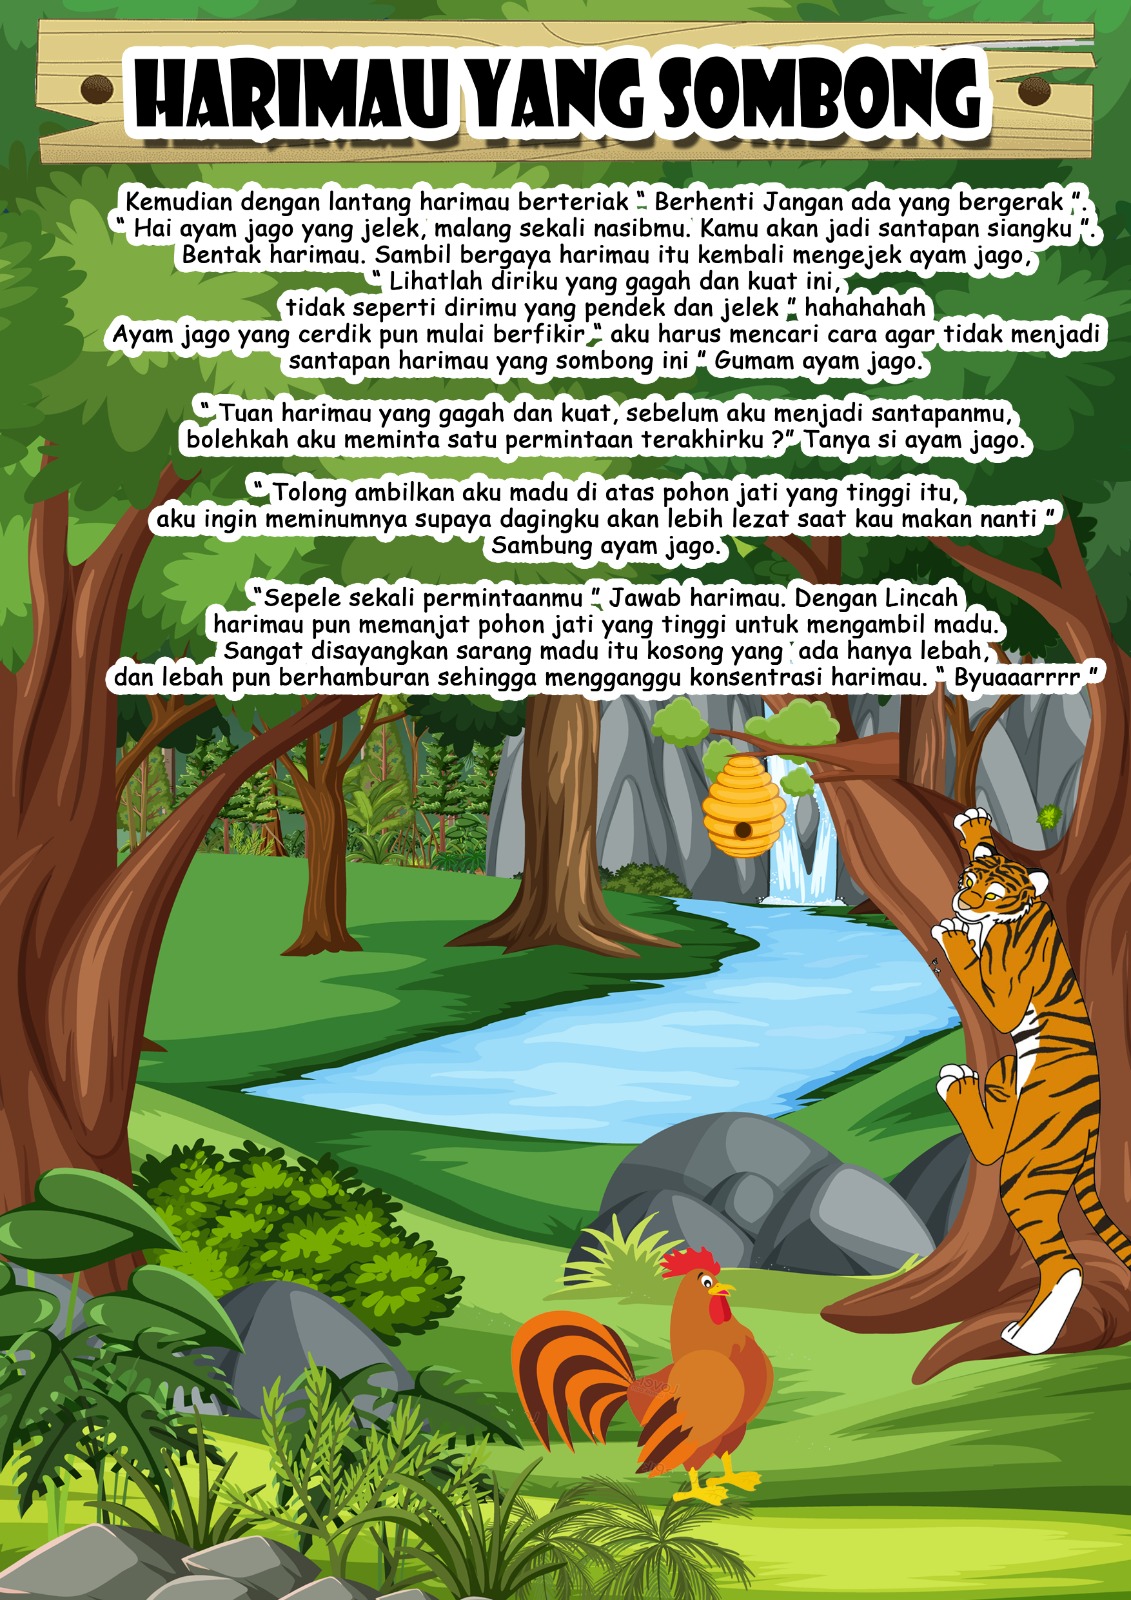 HARIMAU YANG SOMBONG
Kemudian dengan lantang harimau berteriak “ Berhenti Jangan ada yang bergerak ”.
“ Hai ayam jago yang jelek, malang sekali nasibmu. Kamu akan jadi santapan siangku ”.
Bentak harimau. Sambil bergaya harimau itu kembali mengejek ayam jago,
“ Lihatlah diriku yang gagah dan kuat ini,
tidak seperti dirimu yang pendek dan jelek ” hahahahah
Ayam jago yang cerdik pun mulai berfikir “ aku harus mencari cara agar tidak menjadi
santapan harimau yang sombong ini ” Gumam ayam jago.
“ Tuan harimau yang gagah dan kuat, sebelum aku menjadi santapanmu,
bolehkah aku meminta satu permintaan terakhirku ?” Tanya si ayam jago.
“ Tolong ambilkan aku madu di atas pohon jati yang tinggi itu,
aku ingin meminumnya supaya dagingku akan lebih lezat saat kau makan nanti ”
Sambung ayam jago.
“Sepele sekali permintaanmu ” Jawab harimau. Dengan Lincah
harimau pun memanjat pohon jati yang tinggi untuk mengambil madu.
Sangat disayangkan sarang madu itu kosong yang ada hanya lebah,
dan lebah pun berhamburan sehingga mengganggu konsentrasi harimau. “ Byuaaarrrr ”